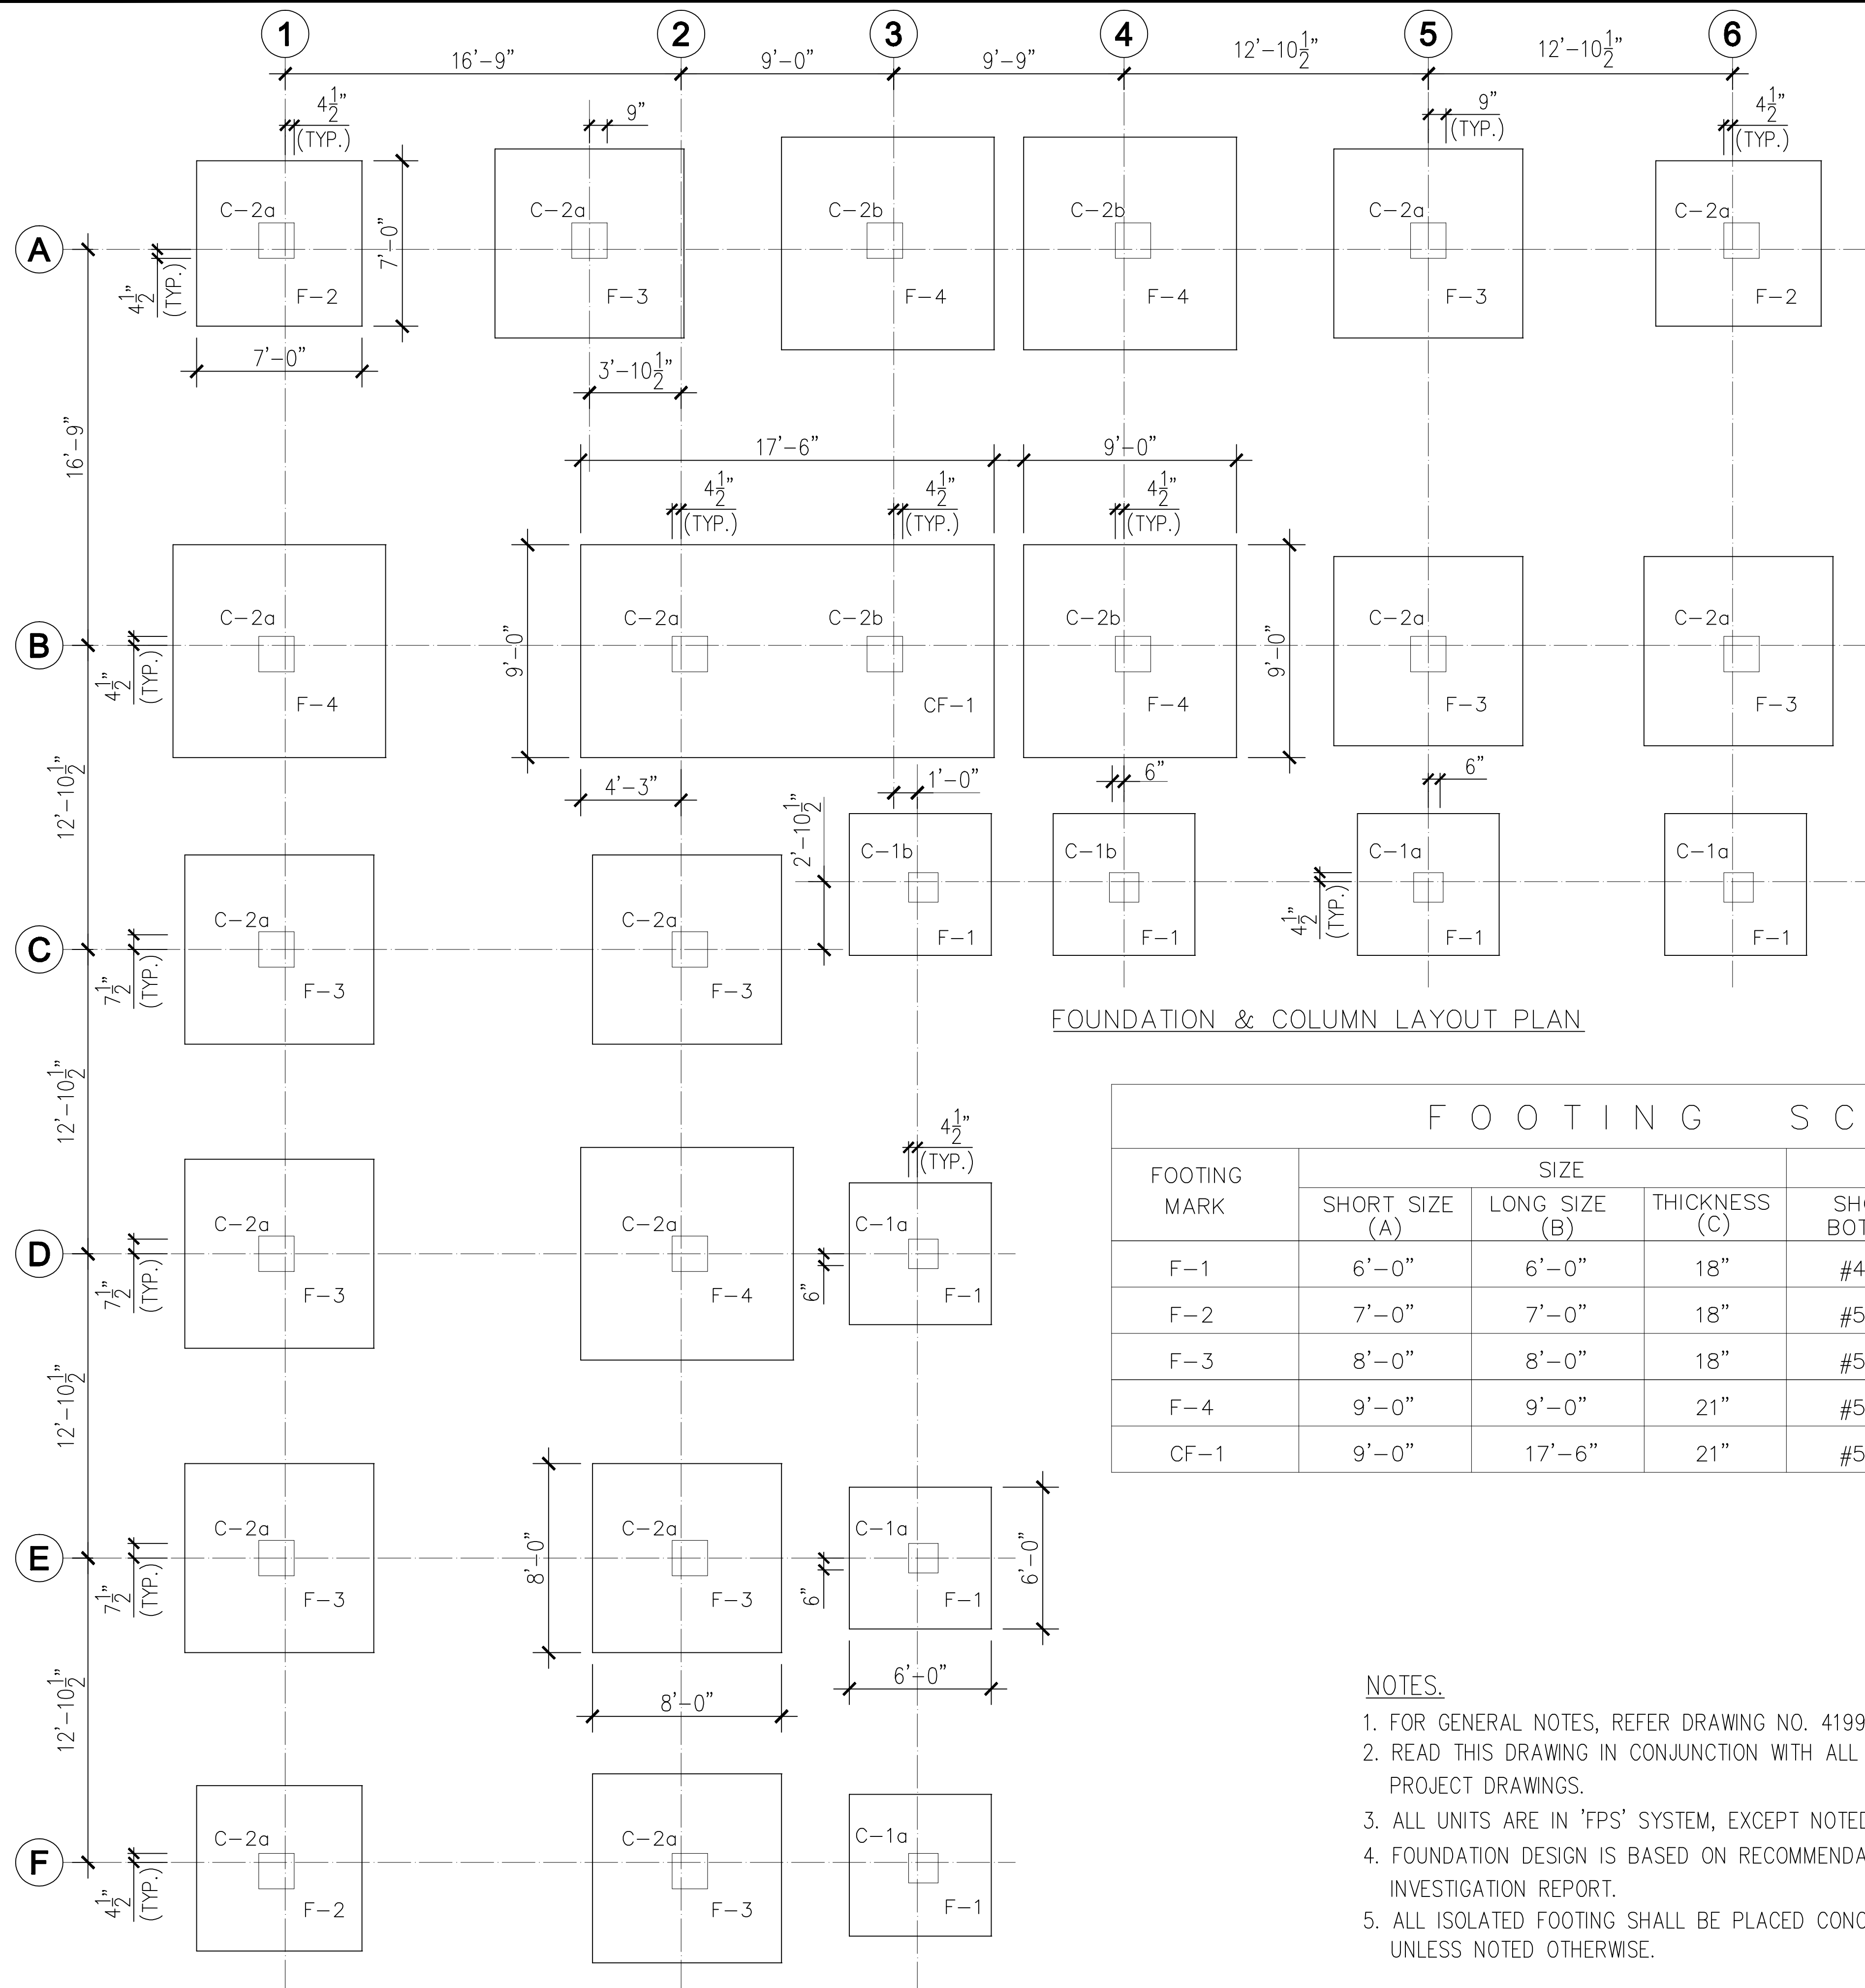 1 2 3 4 5 6
16'-9" 9'-0" 9'-9" 12'-10½" 12'-10½"
4½" (TYP.) 9" 9" (TYP.) 4½" (TYP.)
A
C-2a C-2a C-2b C-2b C-2a C-2a
7'-0"
4½" (TYP.)
F-2 F-3 F-4 F-4 F-3 F-2
7'-0" 3'-10½"
16'-9"
17'-6" 9'-0"
4½" (TYP.) 4½" (TYP.) 4½" (TYP.)
B
C-2a C-2a C-2b C-2b C-2a C-2a
9'-0" 9'-0"
4½" (TYP.)
F-4 CF-1 F-4 F-3 F-3
12'-10½"
4'-3" 1'-0" 6" 6"
2'-10½"
C-1b C-1b C-1a C-1a
4½" (TYP.)
F-1 F-1 F-1 F-1
C
C-2a C-2a
7½" (TYP.)
F-3 F-3
FOUNDATION & COLUMN LAYOUT PLAN
12'-10½"
4½" (TYP.)
D
C-2a C-2a C-1a
7½" (TYP.) 6"
F-3 F-4 F-1
12'-10½"
E
C-2a C-2a C-1a
8'-0" 6'-0"
7½" (TYP.) 6"
F-3 F-3 F-1
8'-0" 6'-0"
12'-10½"
F
C-2a C-2a C-1a
4½" (TYP.)
F-2 F-3 F-1
FOOTING SC
FOOTING MARK SIZE
SHORT SIZE (A) LONG SIZE (B) THICKNESS (C) SHO BOT
F-1 6'-0" 6'-0" 18" #4
F-2 7'-0" 7'-0" 18" #5
F-3 8'-0" 8'-0" 18" #5
F-4 9'-0" 9'-0" 21" #5
CF-1 9'-0" 17'-6" 21" #5
NOTES.
1. FOR GENERAL NOTES, REFER DRAWING NO. 4199
2. READ THIS DRAWING IN CONJUNCTION WITH ALL
PROJECT DRAWINGS.
3. ALL UNITS ARE IN 'FPS' SYSTEM, EXCEPT NOTED
4. FOUNDATION DESIGN IS BASED ON RECOMMENDA
INVESTIGATION REPORT.
5. ALL ISOLATED FOOTING SHALL BE PLACED CONC
UNLESS NOTED OTHERWISE.